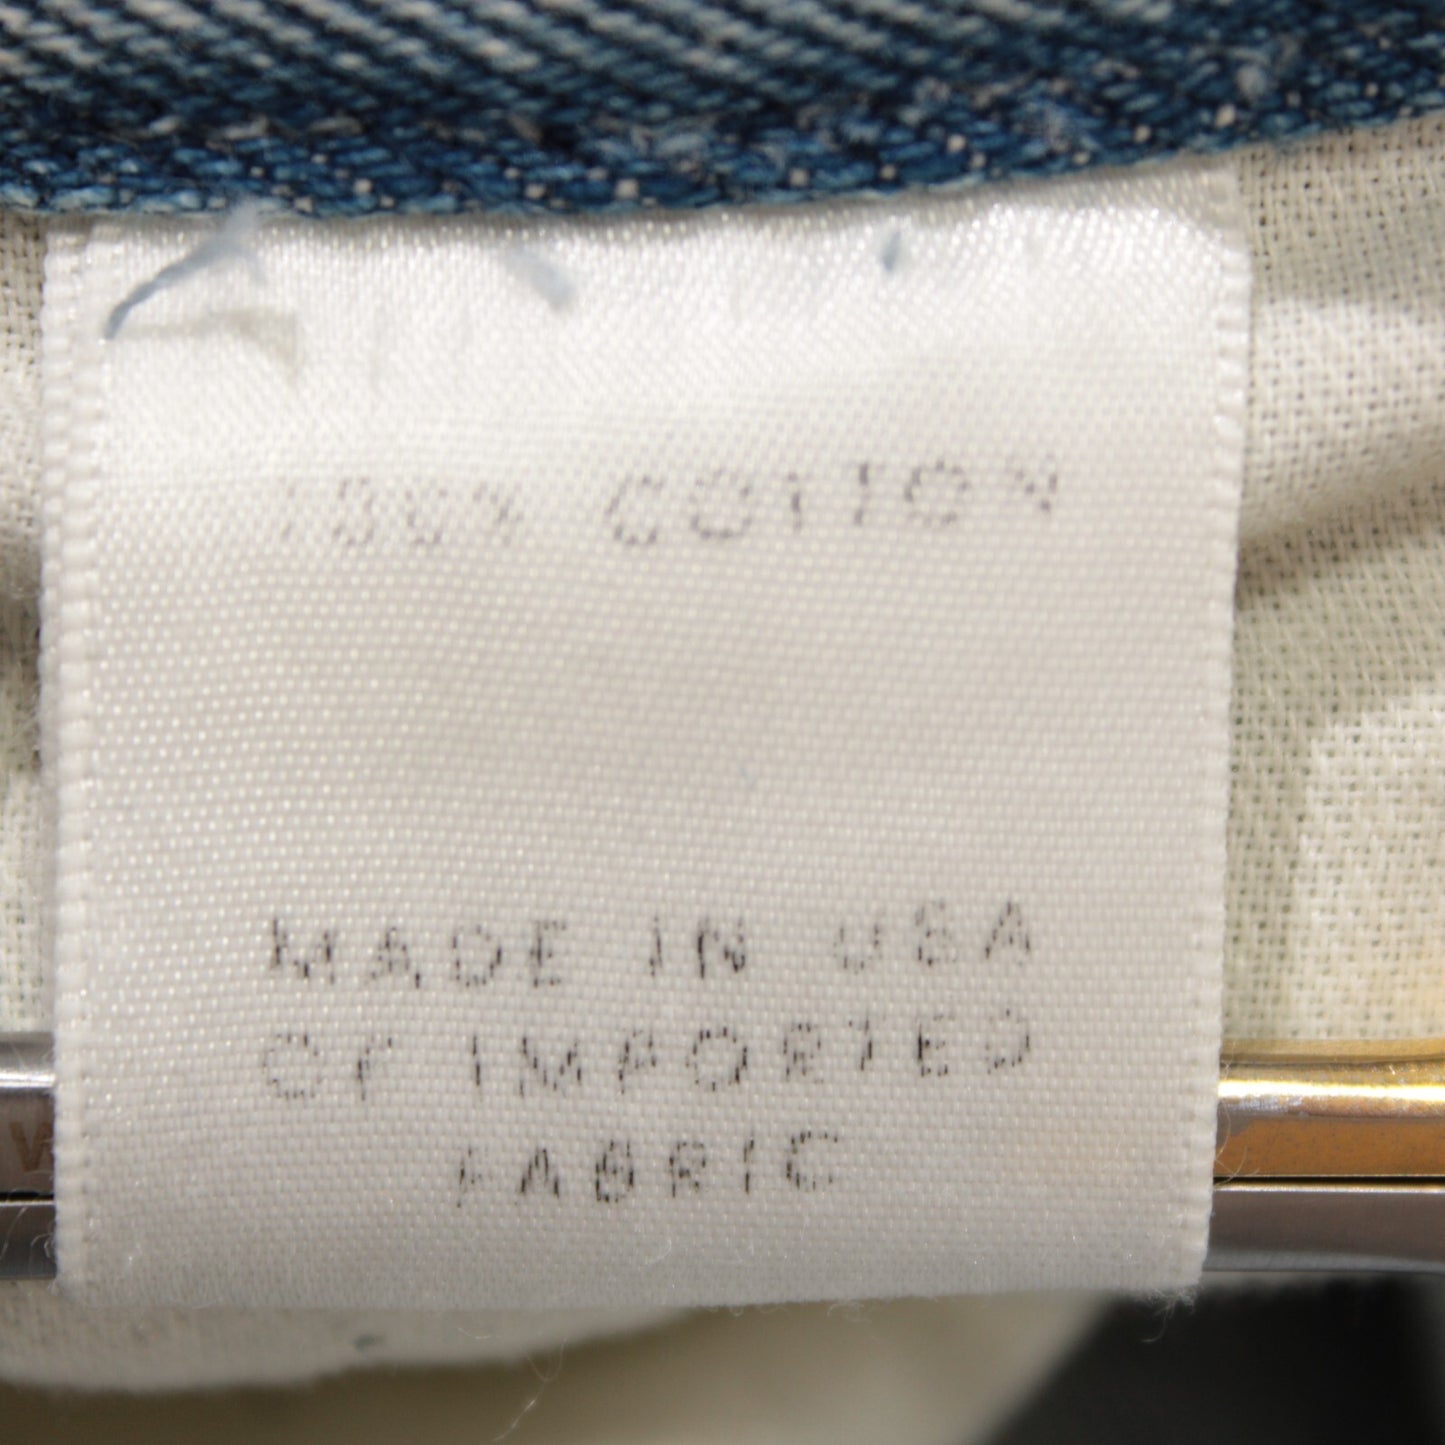 100% COTTON
MADE IN USA
OF IMPORTED
FABRIC